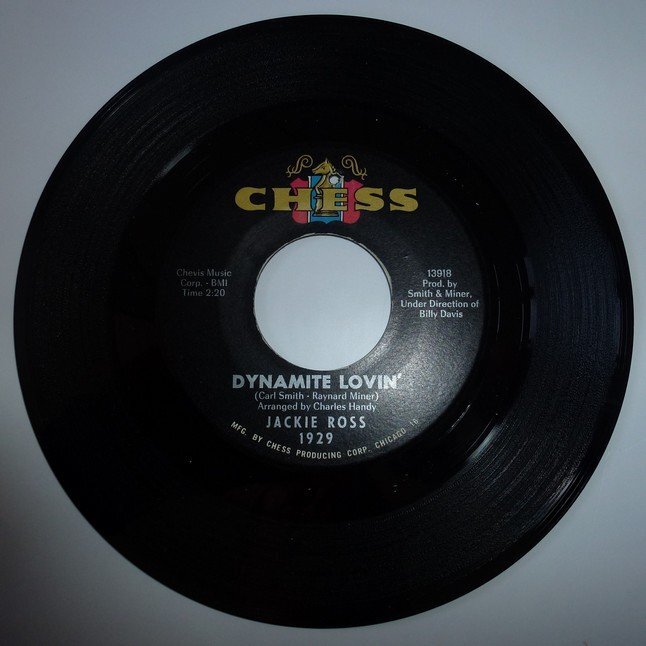 CHESS
Chevis Music
Corp. - BMI
Time 2:20
13918
Prod. by
Smith & Miner,
Under Direction of
Billy Davis
DYNAMITE LOVIN'
(Carl Smith - Raynard Miner)
Arranged by Charles Handy
JACKIE ROSS
1929
MFG. BY CHESS PRODUCING CORP. CHICAGO 16